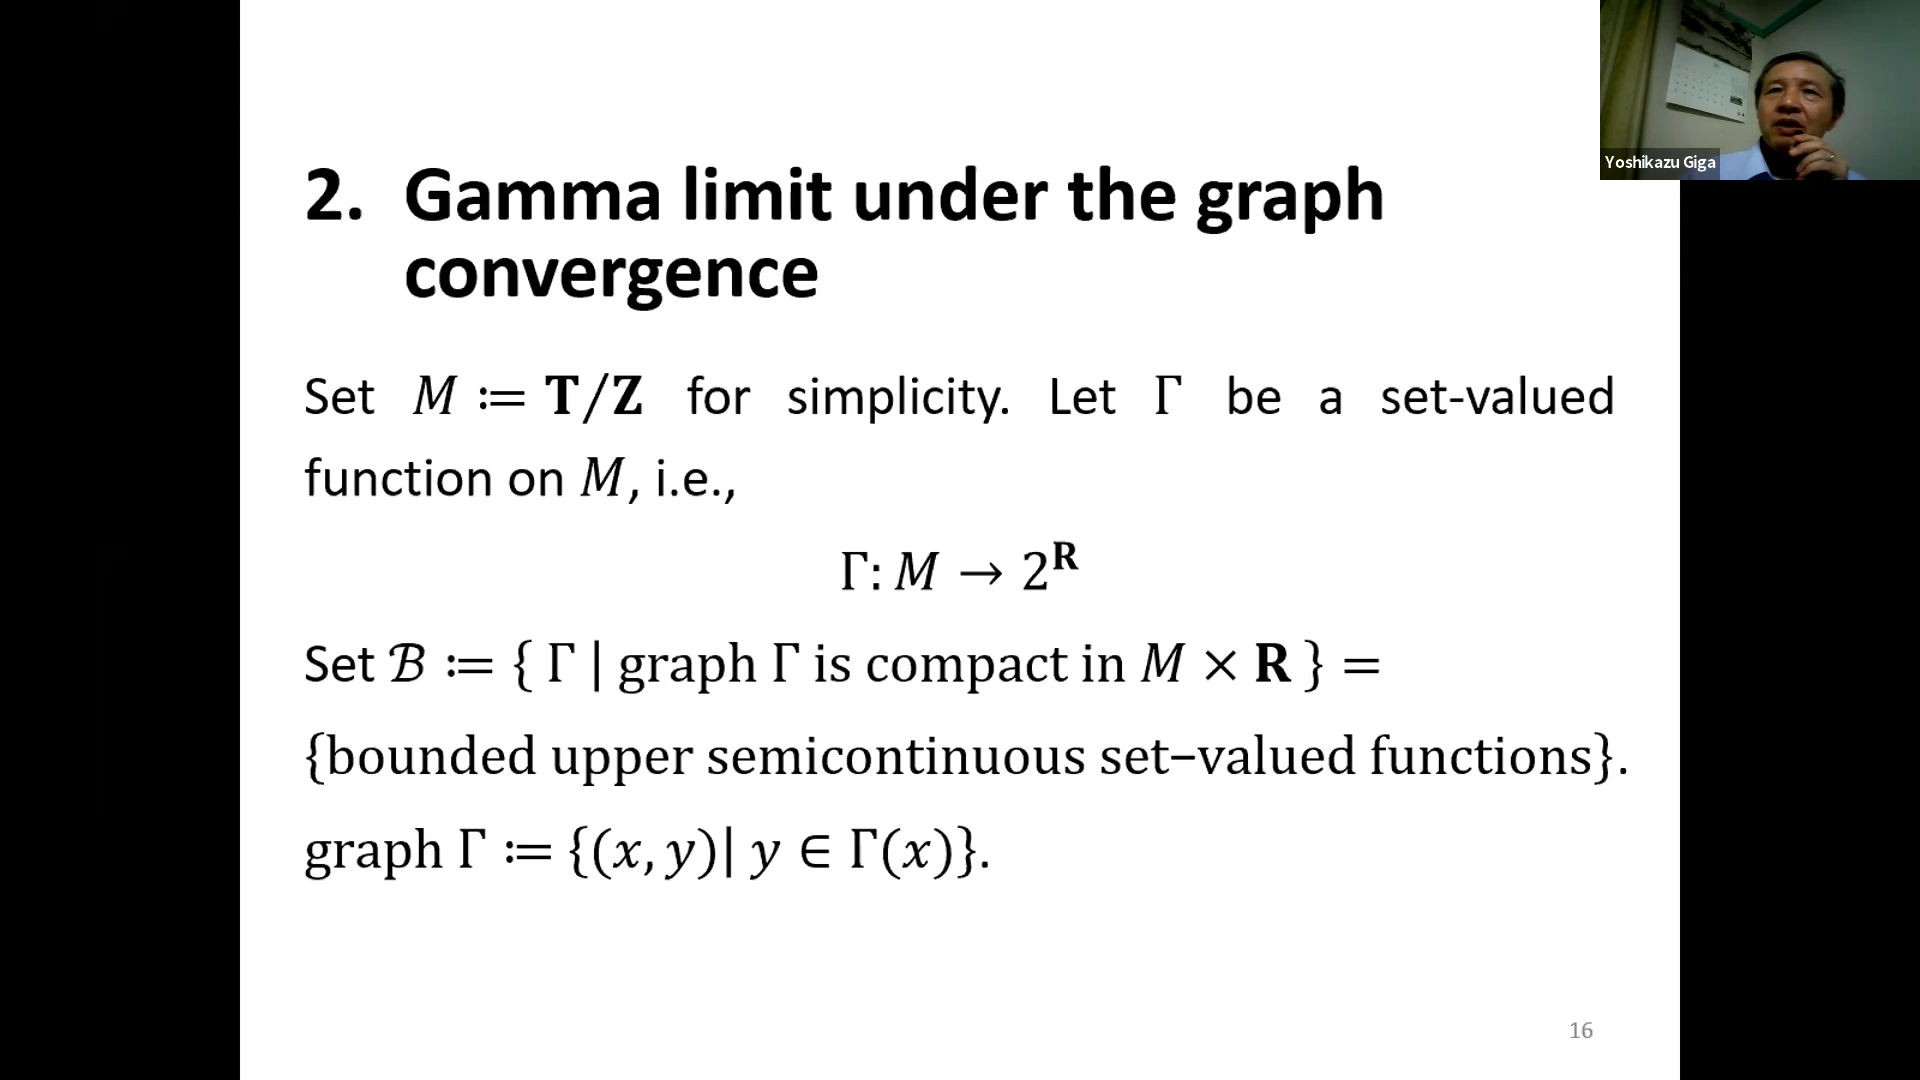 2. Gamma limit under the graph
convergence
Set M ≔ T/Z for simplicity. Let Γ be a set-valued
function on M, i.e.,
Γ: M → 2^R
Set ℬ ≔ { Γ | graph Γ is compact in M × R } =
{bounded upper semicontinuous set−valued functions}.
graph Γ ≔ {(x, y)| y ∈ Γ(x)}.
16
Yoshikazu Giga